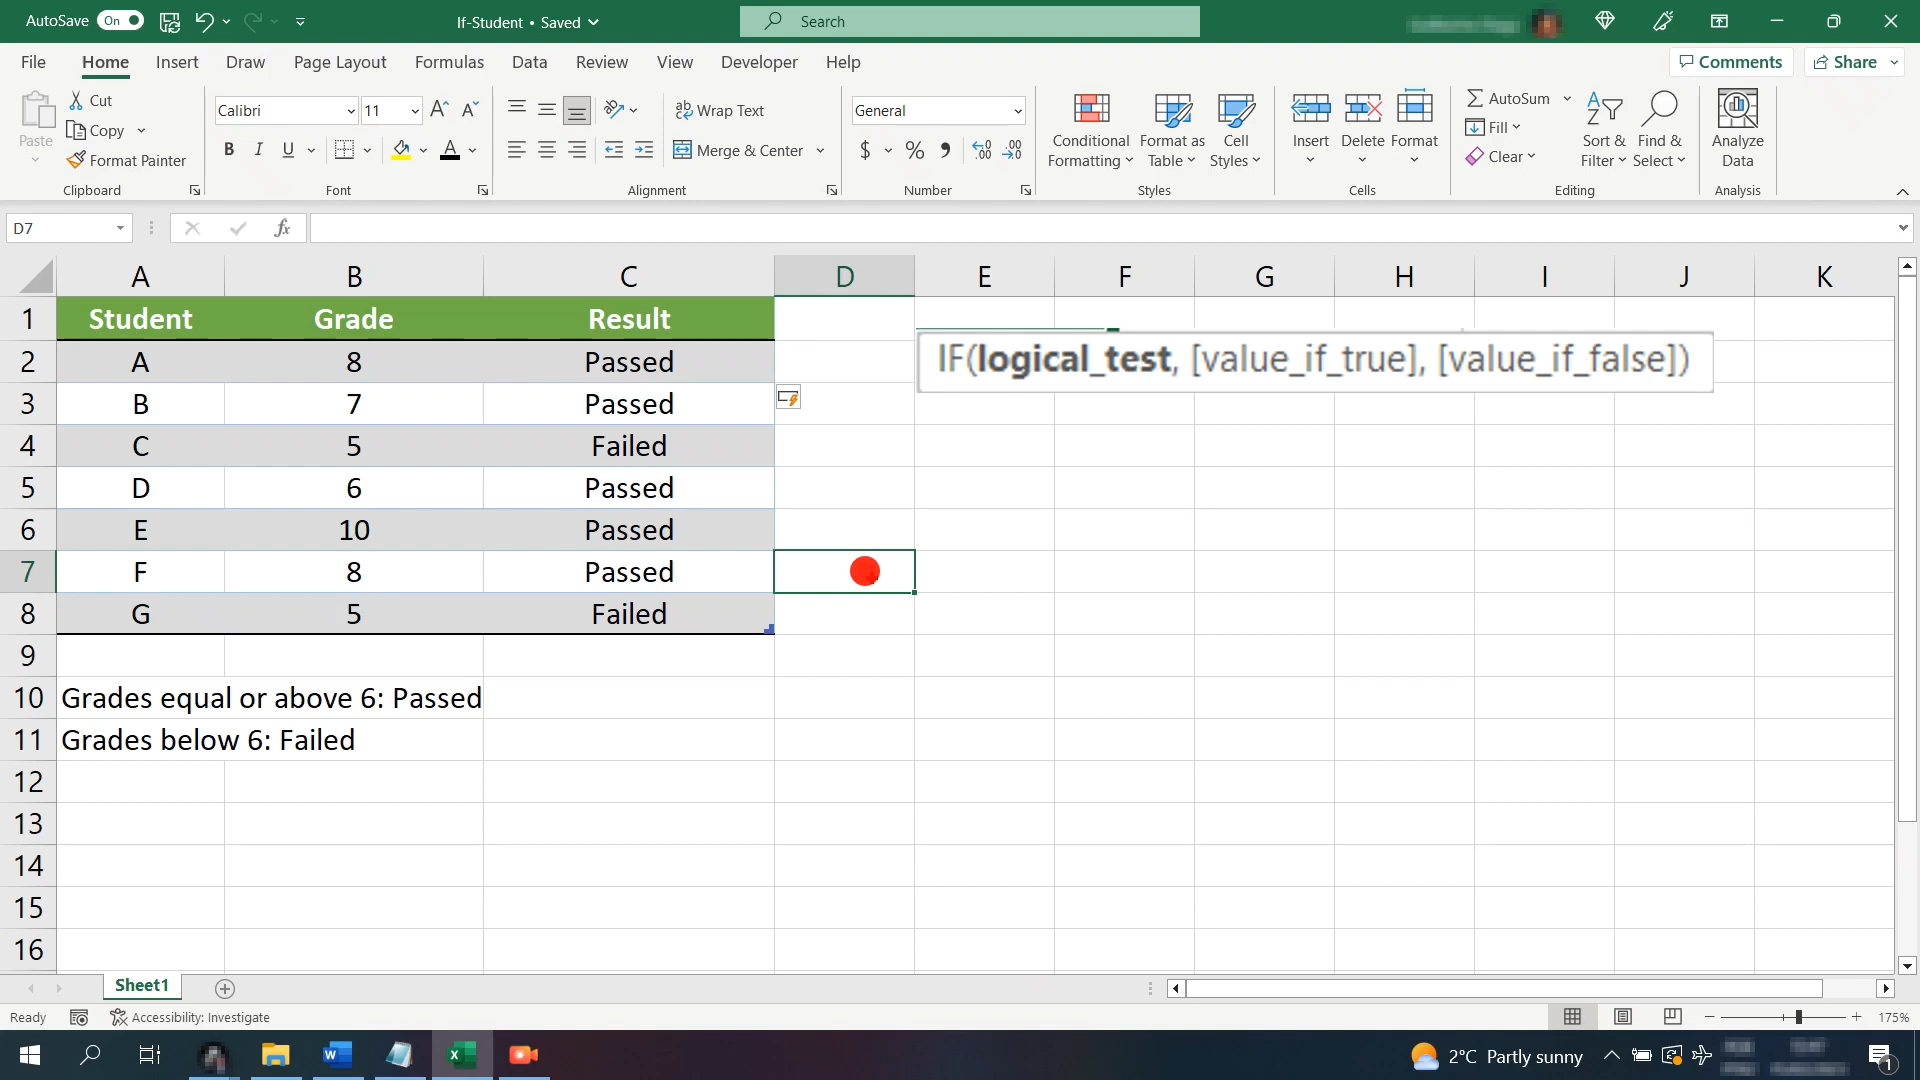 AutoSave On If-Student • Saved Search
File Home Insert Draw Page Layout Formulas Data Review View Developer Help Comments Share
Paste Cut Copy Format Painter Clipboard
Calibri 11 B I U A Font
Wrap Text Merge & Center Alignment
General $ % Number
Conditional Formatting Format as Table Cell Styles Styles
Insert Delete Format Cells
AutoSum Fill Clear Sort & Filter Find & Select Editing
Analyze Data Analysis
D7 fx
A B C D E F G H I J K
1 Student Grade Result
IF(logical_test, [value_if_true], [value_if_false])
2 A 8 Passed
3 B 7 Passed
4 C 5 Failed
5 D 6 Passed
6 E 10 Passed
7 F 8 Passed
8 G 5 Failed
9
10 Grades equal or above 6: Passed
11 Grades below 6: Failed
12
13
14
15
16
Sheet1
Ready Accessibility: Investigate 175%
2°C Partly sunny 1